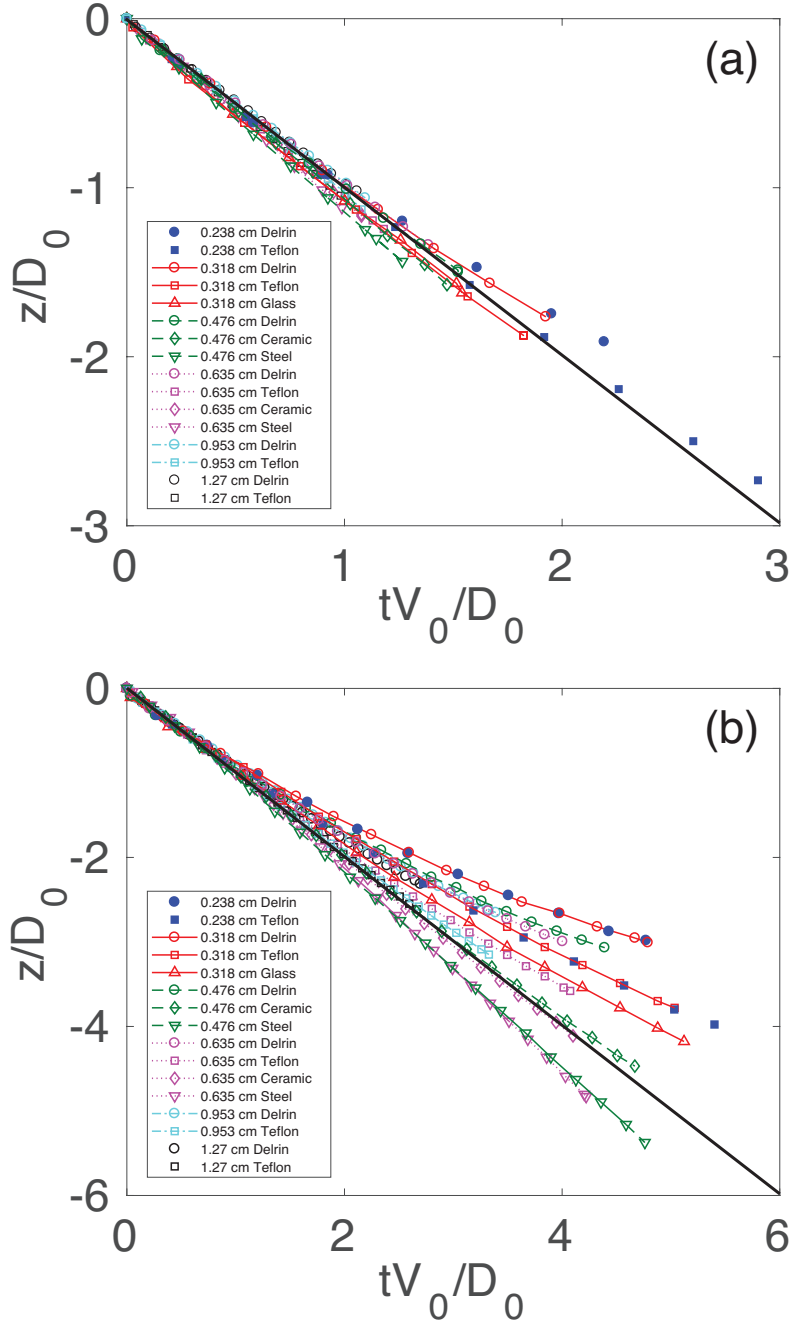 (a)
0
-1
-2
-3
z/D0
0.238 cm Delrin
0.238 cm Teflon
0.318 cm Delrin
0.318 cm Teflon
0.318 cm Glass
0.476 cm Delrin
0.476 cm Ceramic
0.476 cm Steel
0.635 cm Delrin
0.635 cm Teflon
0.635 cm Ceramic
0.635 cm Steel
0.953 cm Delrin
0.953 cm Teflon
1.27 cm Delrin
1.27 cm Teflon
0 1 2 3
tV0/D0
(b)
0
-2
-4
-6
z/D0
0.238 cm Delrin
0.238 cm Teflon
0.318 cm Delrin
0.318 cm Teflon
0.318 cm Glass
0.476 cm Delrin
0.476 cm Ceramic
0.476 cm Steel
0.635 cm Delrin
0.635 cm Teflon
0.635 cm Ceramic
0.635 cm Steel
0.953 cm Delrin
0.953 cm Teflon
1.27 cm Delrin
1.27 cm Teflon
0 2 4 6
tV0/D0